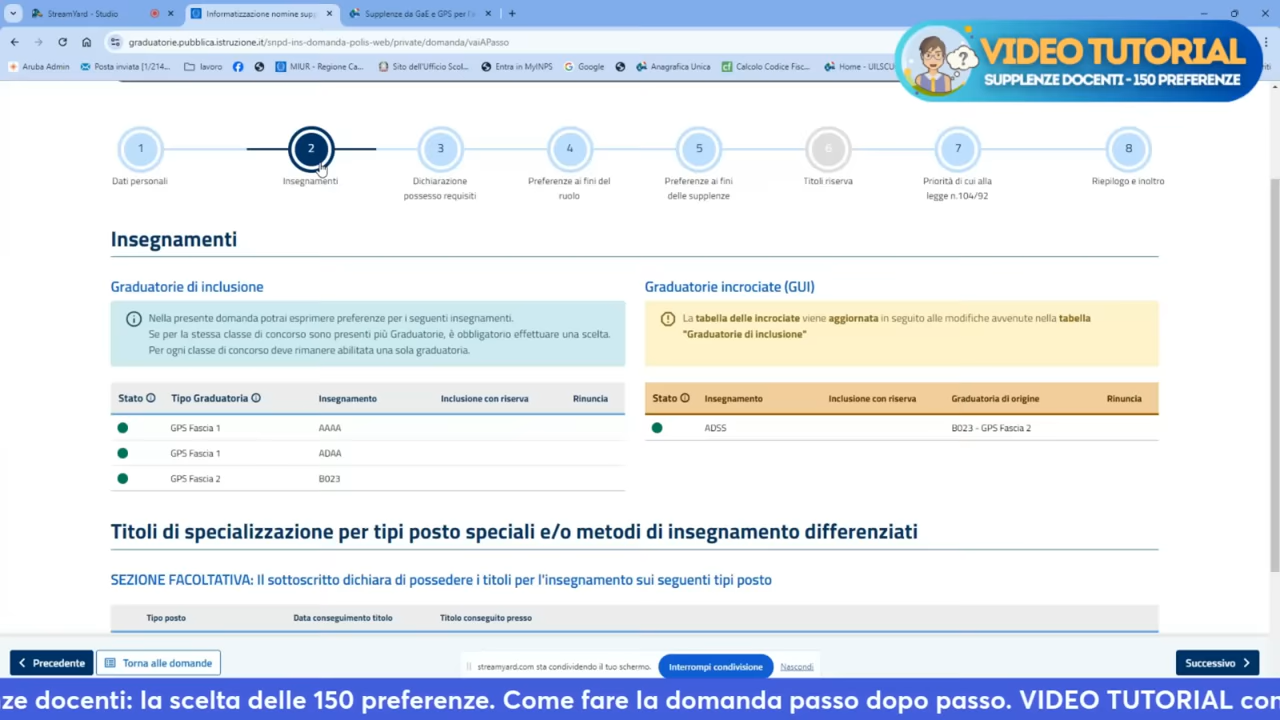 StreamYard - Studio
Informatizzazione nomine supp
Supplenze da GaE e GPS per l'
graduatorie.pubblica.istruzione.it/snpd-ins-domanda-polis-web/private/domanda/vaiAPasso
Aruba Admin
Posta inviata [1/214...
lavoro
MIUR - Regione Ca...
Sito dell'Ufficio Scol...
Entra in MyINPS
Google
Anagrafica Unica
Calcolo Codice Fisc...
Home - UILSCU
VIDEO TUTORIAL
SUPPLENZE DOCENTI - 150 PREFERENZE
1
2
3
4
5
6
7
8
Dati personali
Insegnamenti
Dichiarazione possesso requisiti
Preferenze ai fini del ruolo
Preferenze ai fini delle supplenze
Titoli riserva
Priorità di cui alla legge n.104/92
Riepilogo e inoltro
Insegnamenti
Graduatorie di inclusione
Nella presente domanda potrai esprimere preferenze per i seguenti insegnamenti.
Se per la stessa classe di concorso sono presenti più Graduatorie, è obbligatorio effettuare una scelta.
Per ogni classe di concorso deve rimanere abilitata una sola graduatoria.
Graduatorie incrociate (GUI)
La tabella delle incrociate viene aggiornata in seguito alle modifiche avvenute nella tabella
"Graduatorie di inclusione"
Stato Tipo Graduatoria Insegnamento Inclusione con riserva Rinuncia
GPS Fascia 1 AAAA
GPS Fascia 1 ADAA
GPS Fascia 2 B023
Stato Insegnamento Inclusione con riserva Graduatoria di origine Rinuncia
ADSS B023 - GPS Fascia 2
Titoli di specializzazione per tipi posto speciali e/o metodi di insegnamento differenziati
SEZIONE FACOLTATIVA: Il sottoscritto dichiara di possedere i titoli per l'insegnamento sui seguenti tipi posto
Tipo posto Data conseguimento titolo Titolo conseguito presso
Precedente
Torna alle domande
streamyard.com sta condividendo il tuo schermo.
Interrompi condivisione
Nascondi
Successivo
ze docenti: la scelta delle 150 preferenze. Come fare la domanda passo dopo passo. VIDEO TUTORIAL con